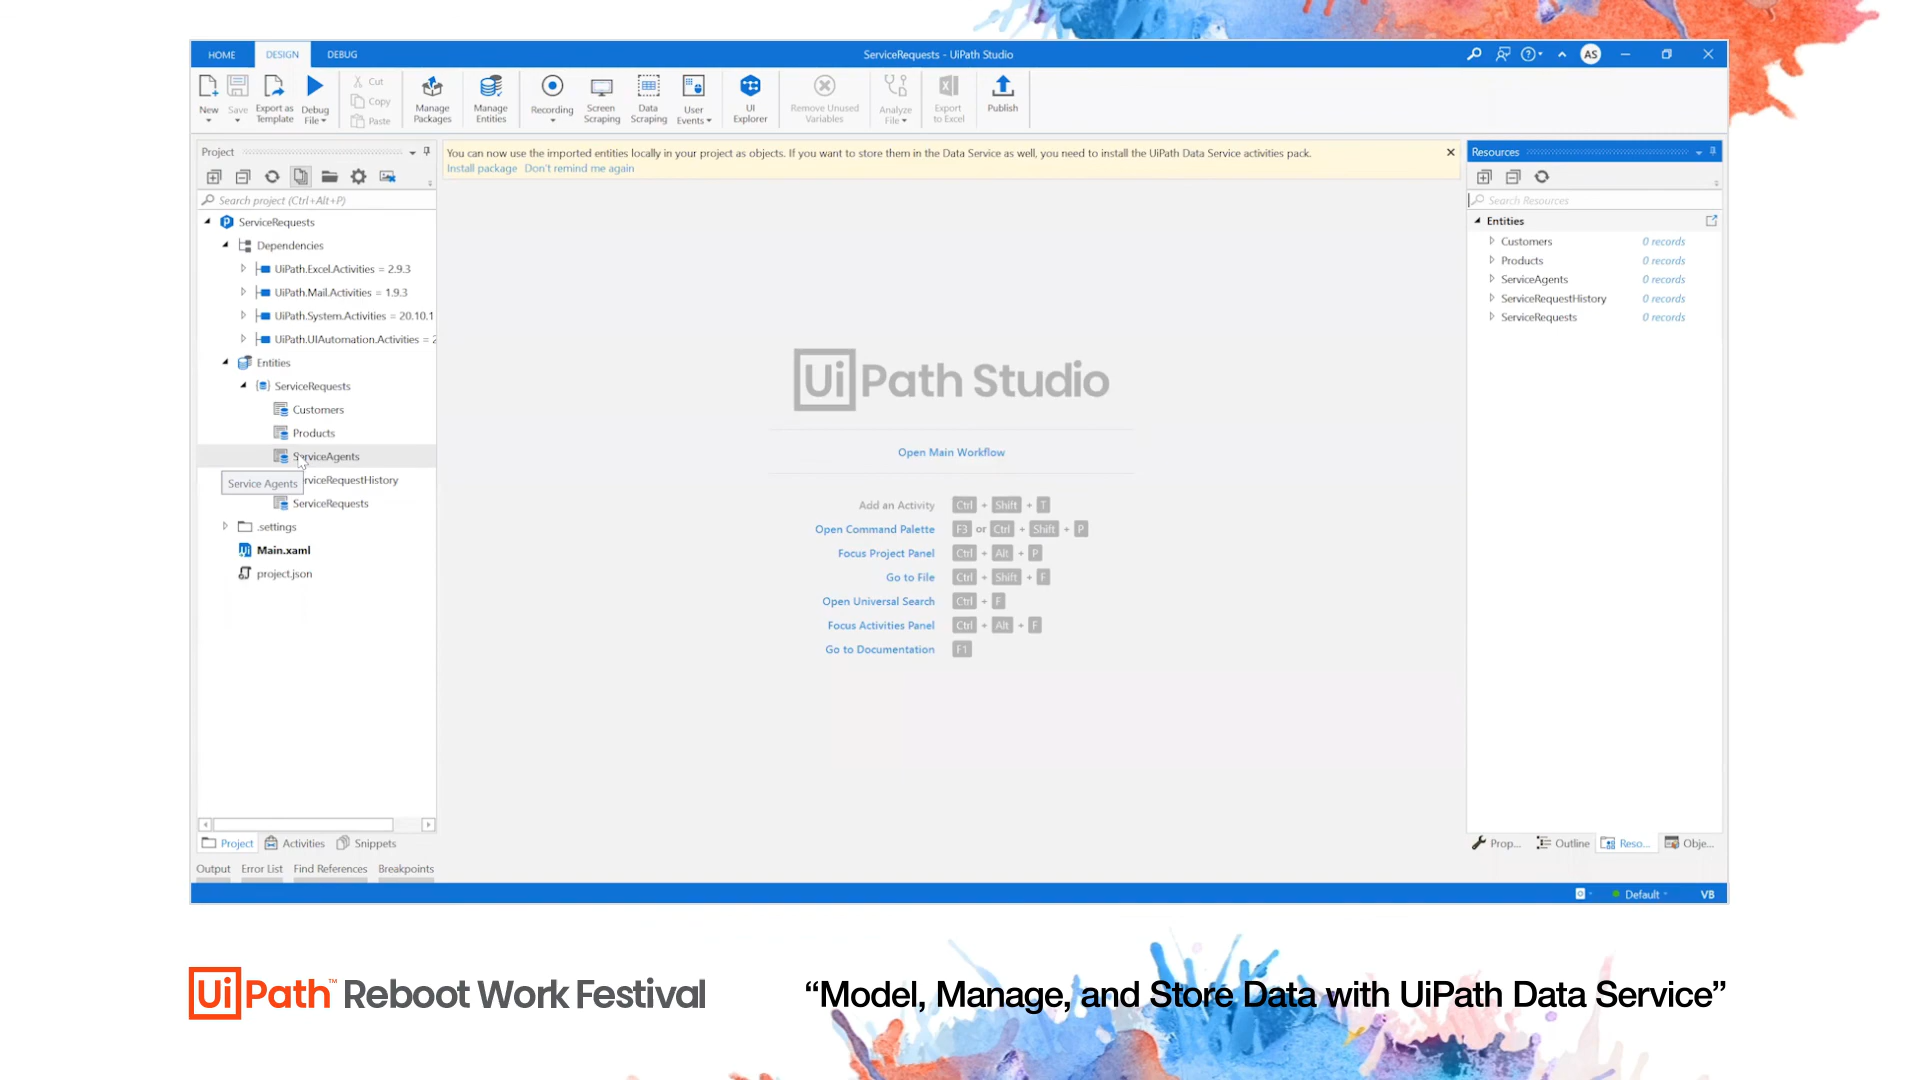 HOME DESIGN DEBUG ServiceRequests - UiPath Studio AS
New Save Export as Template Debug File Cut Copy Paste Manage Packages Manage Entities Recording Screen Scraping Data Scraping User Events UI Explorer Remove Unused Variables Analyze File Export to Excel Publish
Project
You can now use the imported entities locally in your project as objects. If you want to store them in the Data Service as well, you need to install the UiPath Data Service activities pack.
Install package Don't remind me again
Resources
Search project (Ctrl+Alt+P)
Search Resources
ServiceRequests
Dependencies
UiPath.Excel.Activities = 2.9.3
UiPath.Mail.Activities = 1.9.3
UiPath.System.Activities = 20.10.1
UiPath.UIAutomation.Activities = 2
Entities
ServiceRequests
Customers
Products
ServiceAgents
Service Agents
rviceRequestHistory
ServiceRequests
.settings
Main.xaml
project.json
Entities
Customers 0 records
Products 0 records
ServiceAgents 0 records
ServiceRequestHistory 0 records
ServiceRequests 0 records
UiPath Studio
Open Main Workflow
Add an Activity Ctrl + Shift + T
Open Command Palette F3 or Ctrl + Shift + P
Focus Project Panel Ctrl + Alt + P
Go to File Ctrl + Shift + F
Open Universal Search Ctrl + F
Focus Activities Panel Ctrl + Alt + F
Go to Documentation F1
Project Activities Snippets
Prop... Outline Reso... Obje...
Output Error List Find References Breakpoints
Default VB
UiPath™ Reboot Work Festival
“Model, Manage, and Store Data with UiPath Data Service”